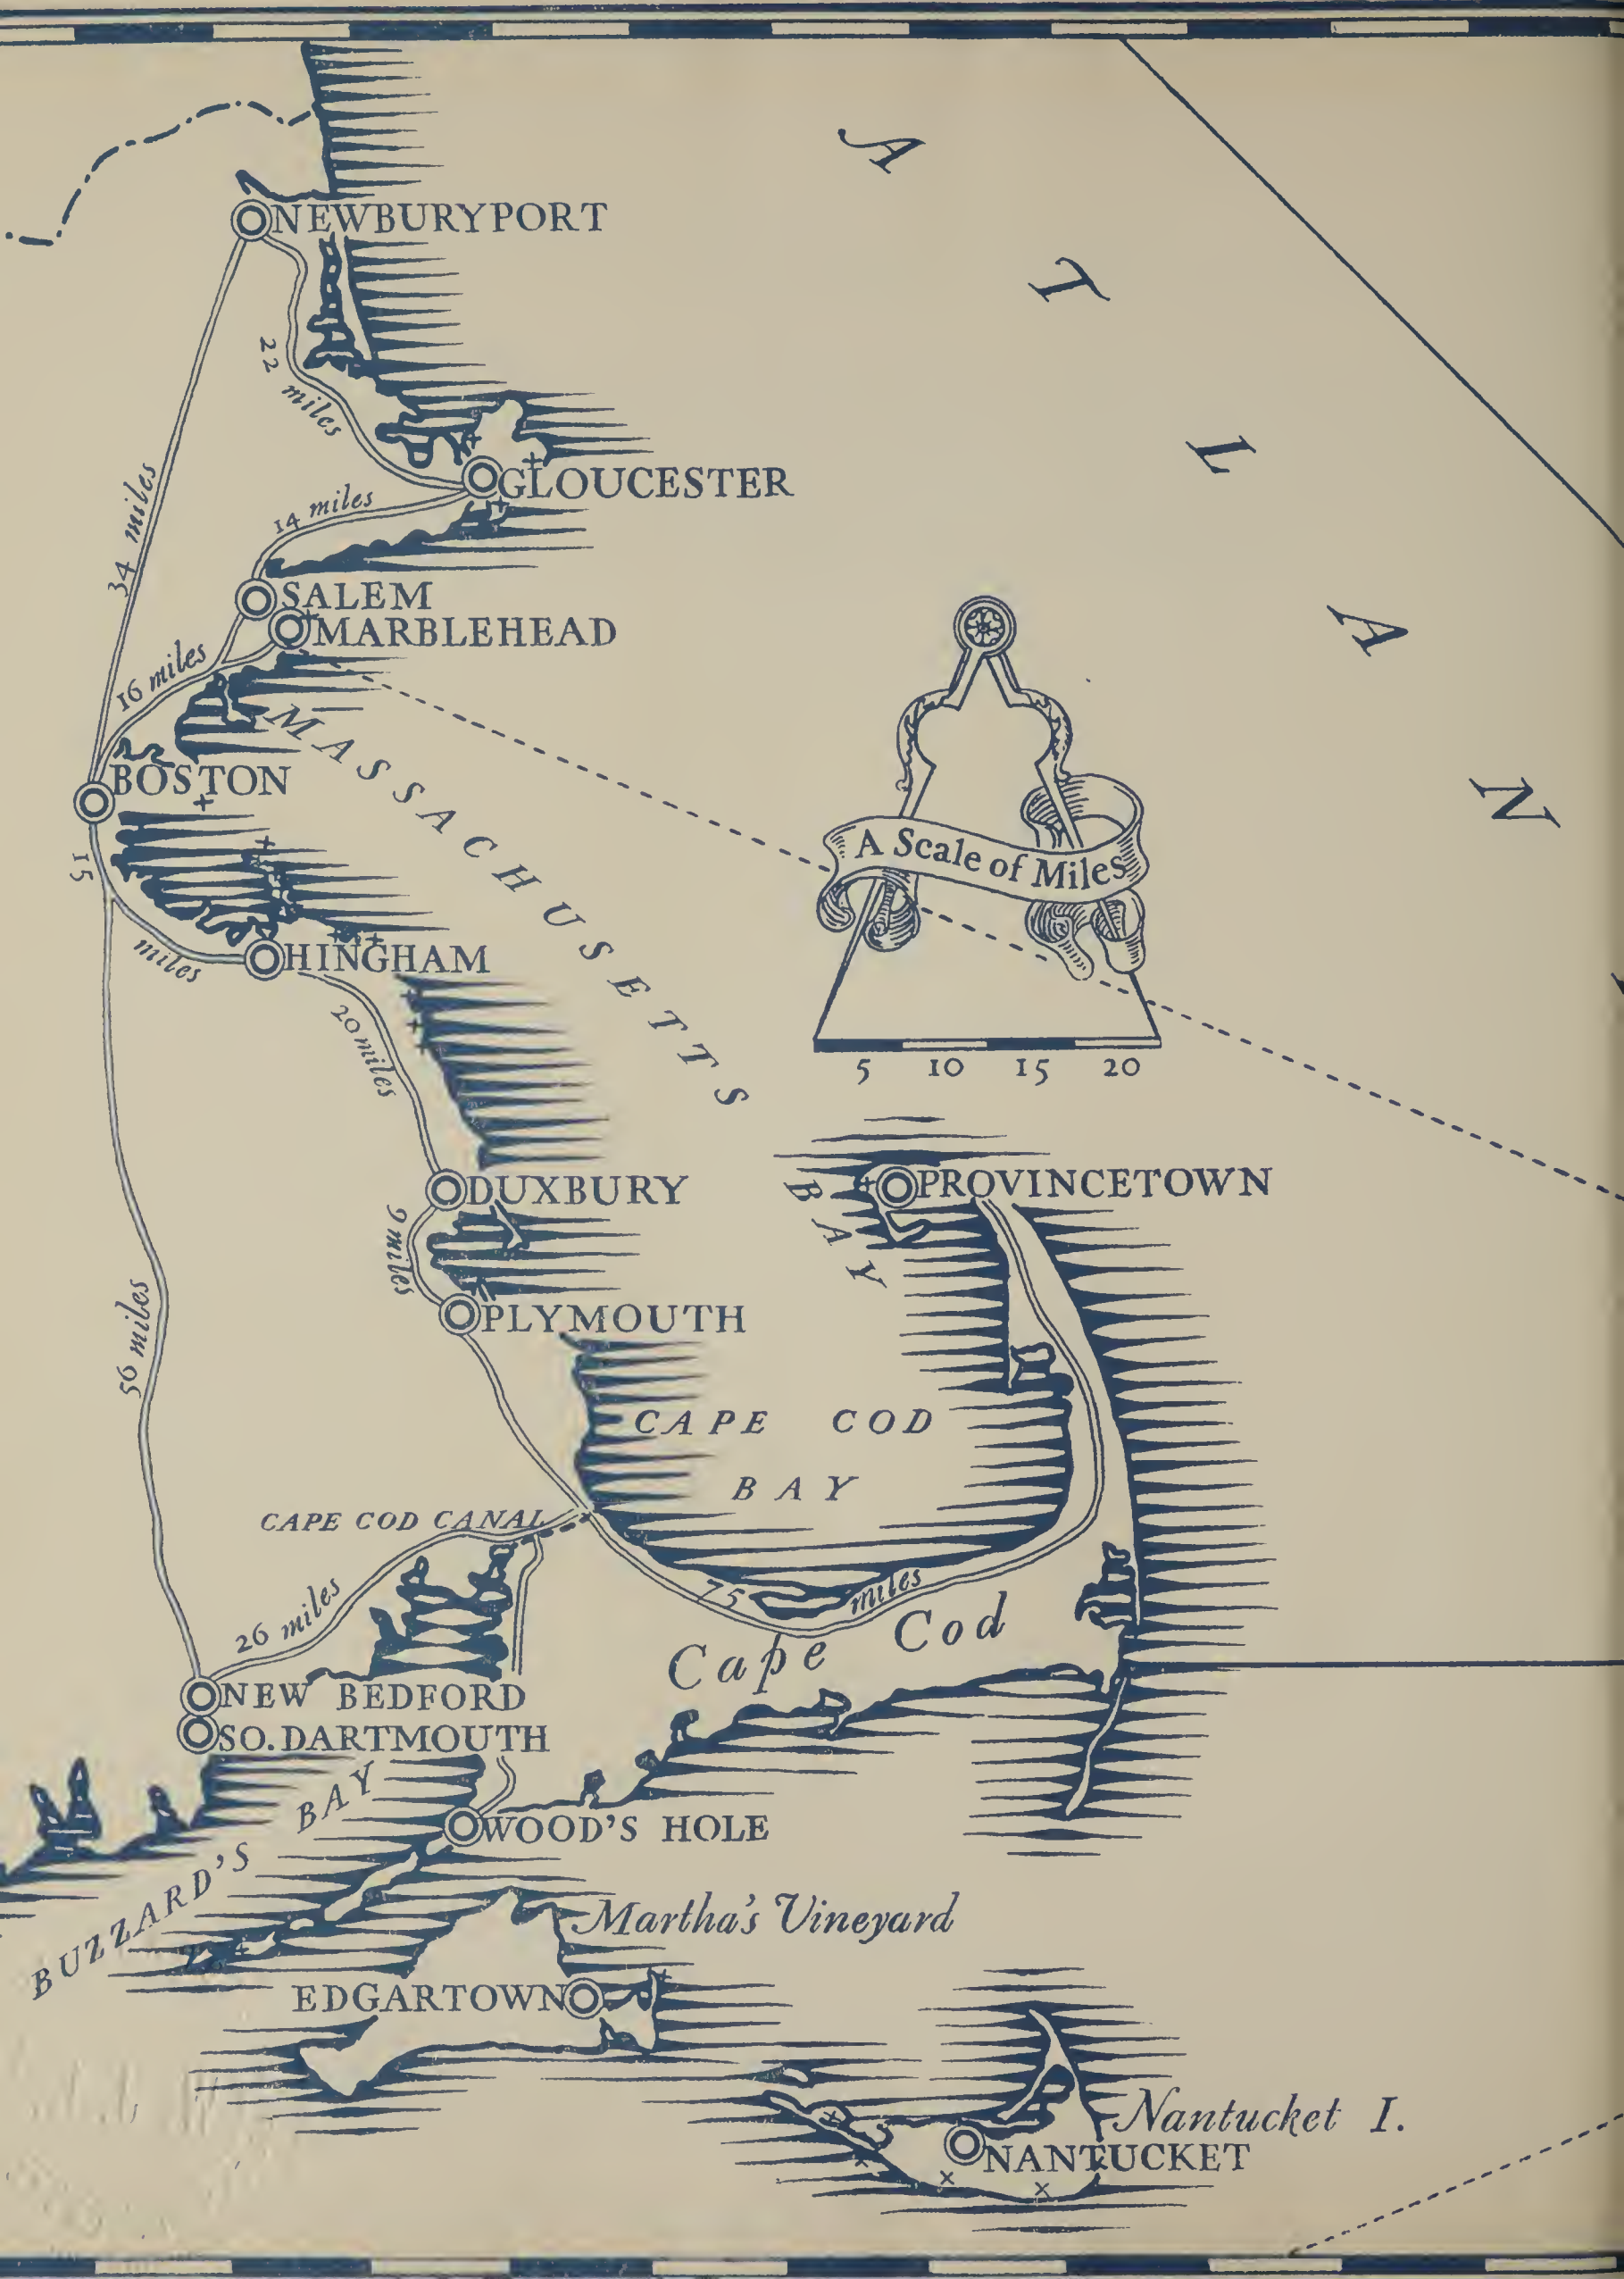 A T L A N
NEWBURYPORT
22 miles
34 miles
GLOUCESTER
14 miles
SALEM
MARBLEHEAD
16 miles
BOSTON
15 miles
MASSACHUSETTS BAY
A Scale of Miles
5 10 15 20
HINGHAM
20 miles
DUXBURY
PROVINCETOWN
9 miles
PLYMOUTH
56 miles
CAPE COD
BAY
CAPE COD CANAL
75 miles
26 miles
Cape Cod
NEW BEDFORD
SO. DARTMOUTH
BUZZARD'S BAY
WOOD'S HOLE
Martha's Vineyard
EDGARTOWN
Nantucket I.
NANTUCKET